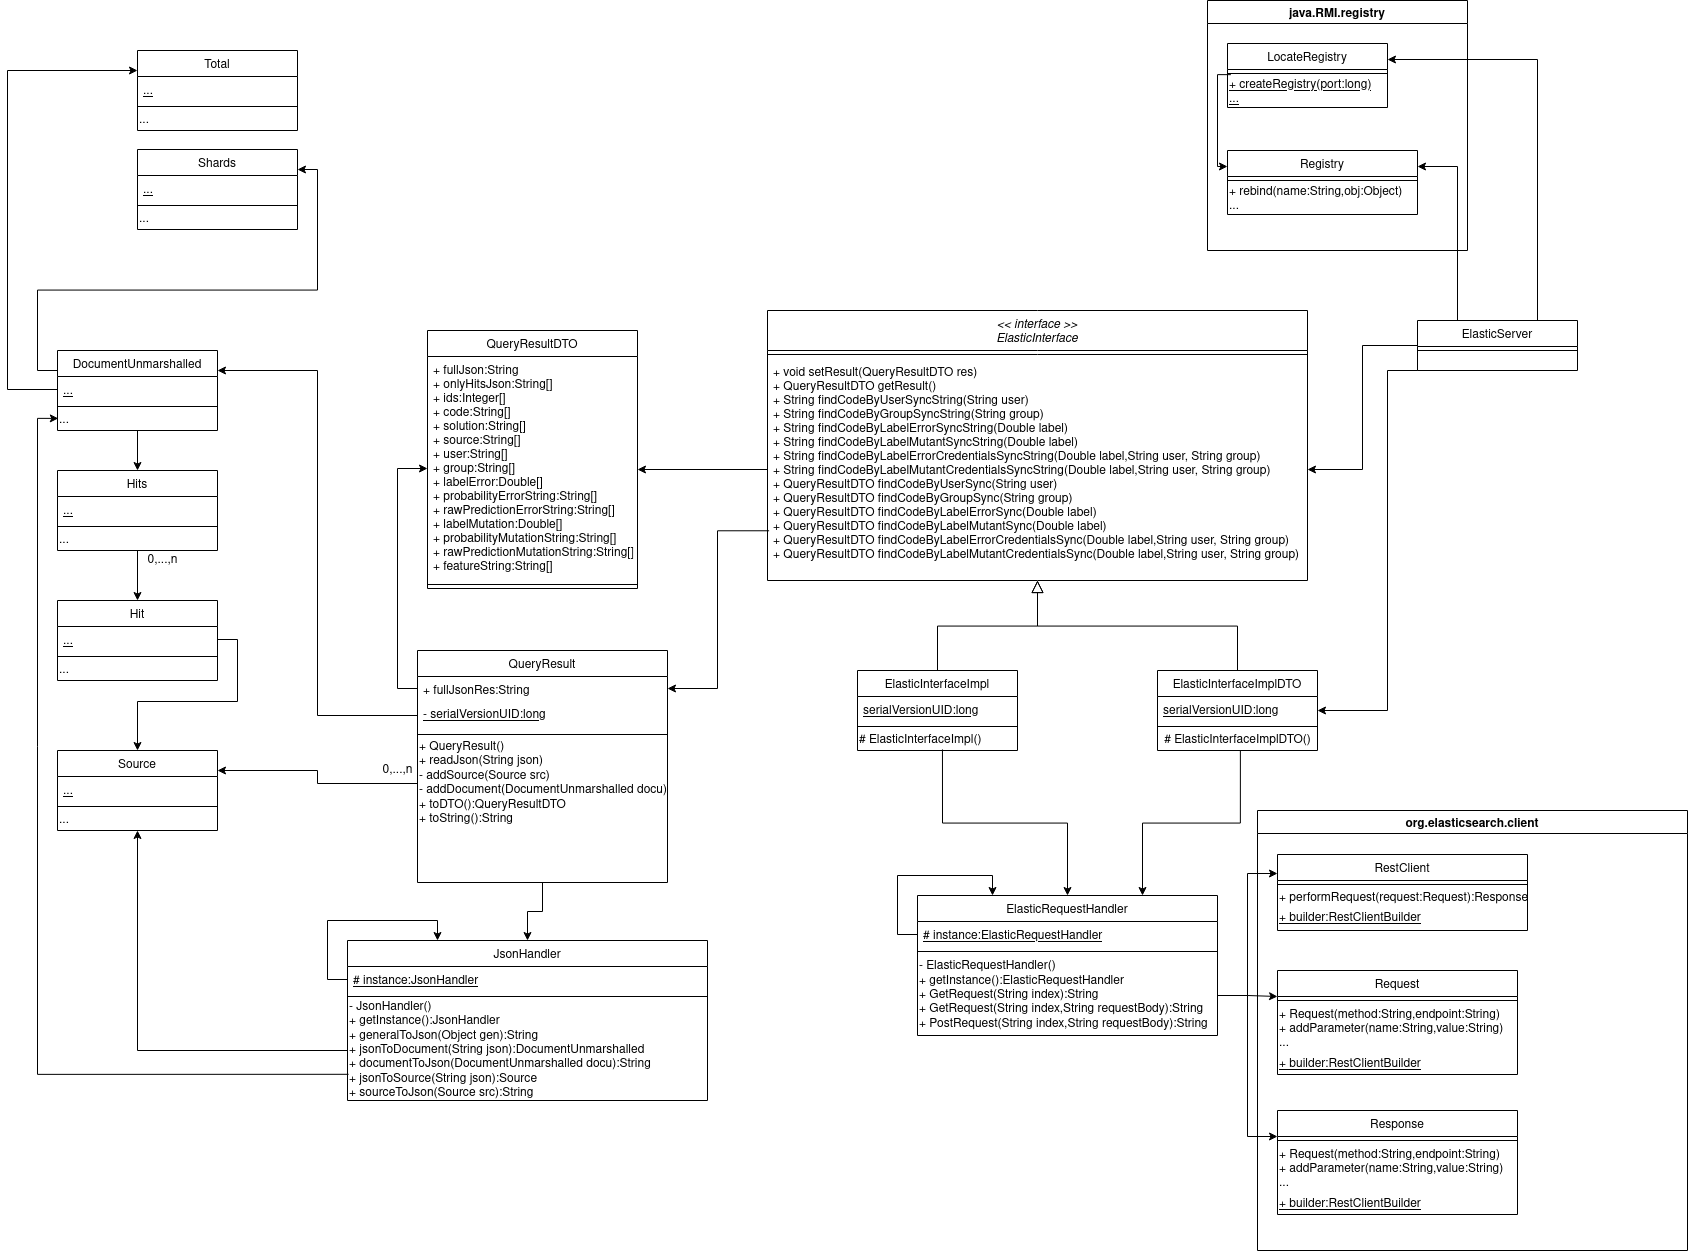 java.RMI.registry
LocateRegistry
+ createRegistry(port:long)
...
Registry
+ rebind(name:String,obj:Object)
...
Total
...
...
Shards
...
...
DocumentUnmarshalled
...
...
Hits
...
...
0,...,n
Hit
...
...
Source
...
...
QueryResultDTO
+ fullJson:String
+ onlyHitsJson:String[]
+ ids:Integer[]
+ code:String[]
+ solution:String[]
+ source:String[]
+ user:String[]
+ group:String[]
+ labelError:Double[]
+ probabilityErrorString:String[]
+ rawPredictionErrorString:String[]
+ labelMutation:Double[]
+ probabilityMutationString:String[]
+ rawPredictionMutationString:String[]
+ featureString:String[]
QueryResult
+ fullJsonRes:String
- serialVersionUID:long
+ QueryResult()
+ readJson(String json)
- addSource(Source src)
- addDocument(DocumentUnmarshalled docu)
+ toDTO():QueryResultDTO
+ toString():String
0,...,n
JsonHandler
# instance:JsonHandler
- JsonHandler()
+ getInstance():JsonHandler
+ generalToJson(Object gen):String
+ jsonToDocument(String json):DocumentUnmarshalled
+ documentToJson(DocumentUnmarshalled docu):String
+ jsonToSource(String json):Source
+ sourceToJson(Source src):String
<< interface >>
ElasticInterface
+ void setResult(QueryResultDTO res)
+ QueryResultDTO getResult()
+ String findCodeByUserSyncString(String user)
+ String findCodeByGroupSyncString(String group)
+ String findCodeByLabelErrorSyncString(Double label)
+ String findCodeByLabelMutantSyncString(Double label)
+ String findCodeByLabelErrorCredentialsSyncString(Double label,String user, String group)
+ String findCodeByLabelMutantCredentialsSyncString(Double label,String user, String group)
+ QueryResultDTO findCodeByUserSync(String user)
+ QueryResultDTO findCodeByGroupSync(String group)
+ QueryResultDTO findCodeByLabelErrorSync(Double label)
+ QueryResultDTO findCodeByLabelMutantSync(Double label)
+ QueryResultDTO findCodeByLabelErrorCredentialsSync(Double label,String user, String group)
+ QueryResultDTO findCodeByLabelMutantCredentialsSync(Double label,String user, String group)
ElasticServer
ElasticInterfaceImpl
serialVersionUID:long
# ElasticInterfaceImpl()
ElasticInterfaceImplDTO
serialVersionUID:long
# ElasticInterfaceImplDTO()
ElasticRequestHandler
# instance:ElasticRequestHandler
- ElasticRequestHandler()
+ getInstance():ElasticRequestHandler
+ GetRequest(String index):String
+ GetRequest(String index,String requestBody):String
+ PostRequest(String index,String requestBody):String
org.elasticsearch.client
RestClient
+ performRequest(request:Request):Response
+ builder:RestClientBuilder
Request
+ Request(method:String,endpoint:String)
+ addParameter(name:String,value:String)
...
+ builder:RestClientBuilder
Response
+ Request(method:String,endpoint:String)
+ addParameter(name:String,value:String)
...
+ builder:RestClientBuilder